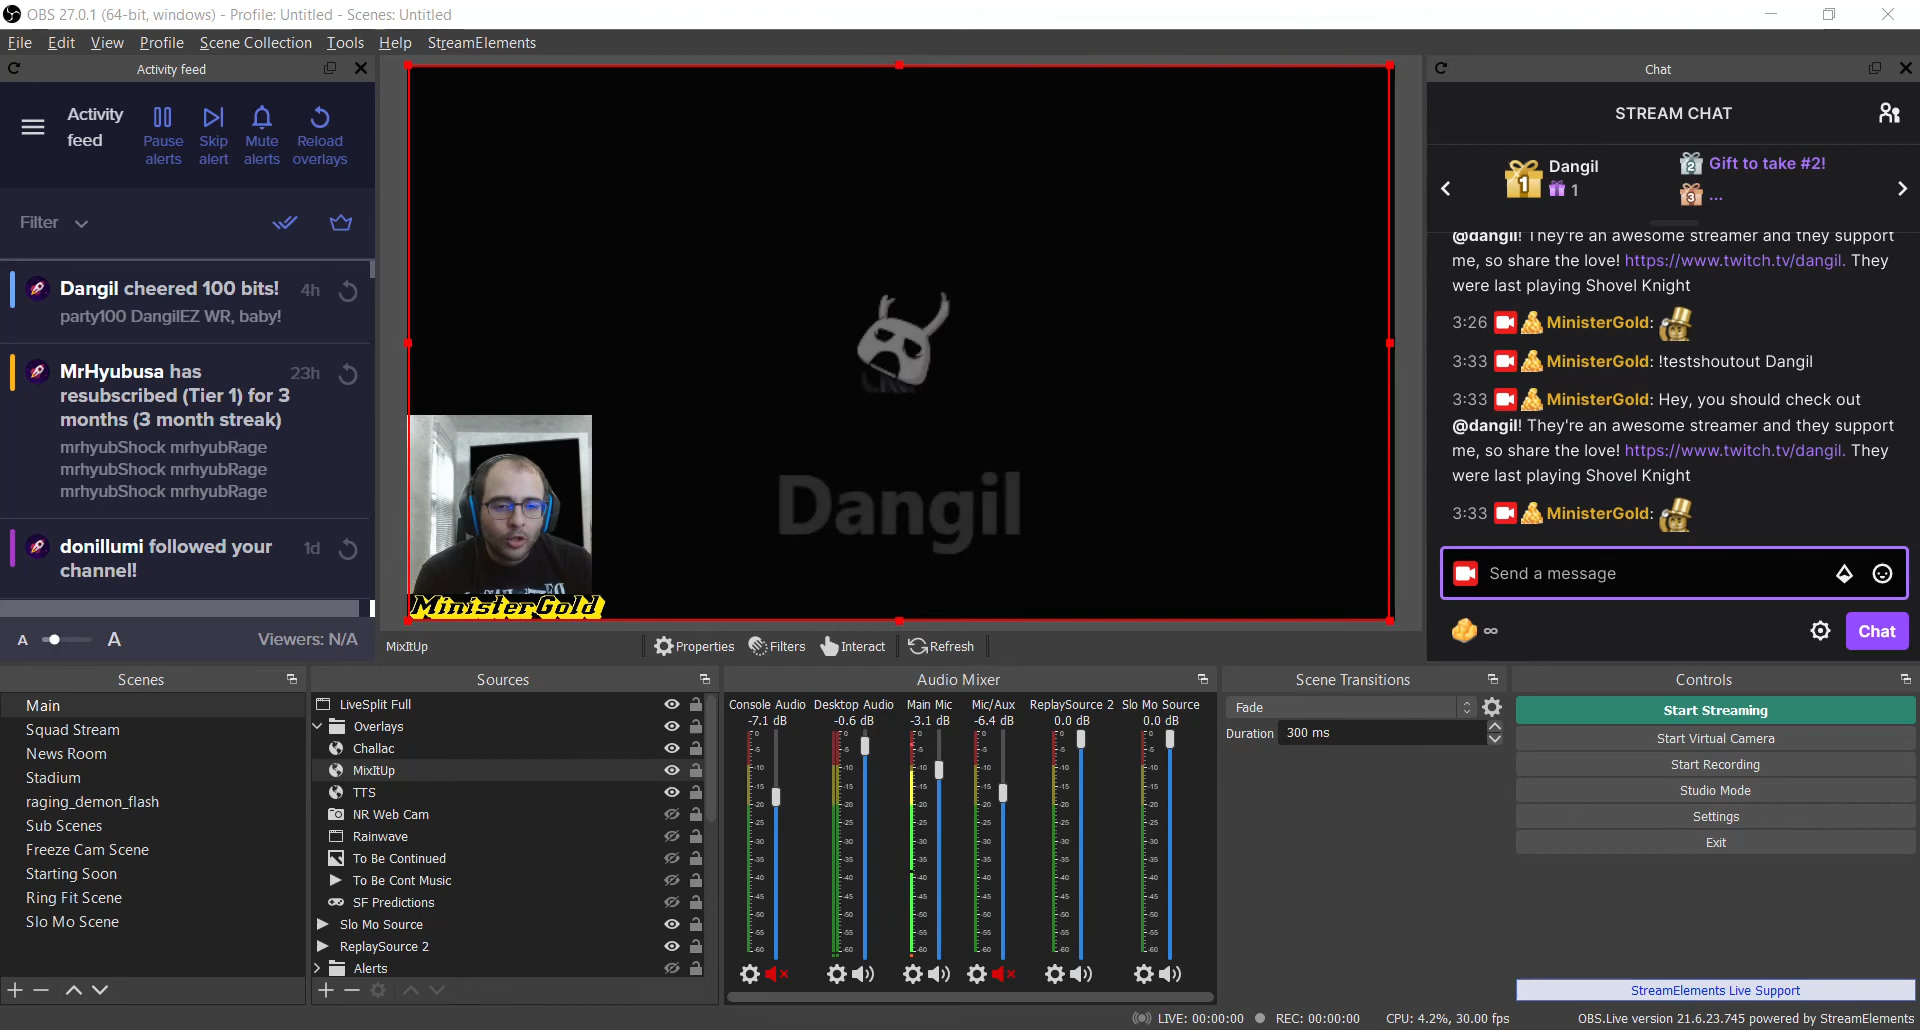 OBS 27.0.1 (64-bit, windows) - Profile: Untitled - Scenes: Untitled
File Edit View Profile Scene Collection Tools Help StreamElements
Activity feed
Activity feed
Pause alerts
Skip alert
Mute alerts
Reload overlays
Filter
Dangil cheered 100 bits! 4h
party100 DangilEZ WR, baby!
MrHyubusa has 23h
resubscribed (Tier 1) for 3
months (3 month streak)
mrhyubShock mrhyubRage
mrhyubShock mrhyubRage
mrhyubShock mrhyubRage
donillumi followed your 1d
channel!
A A Viewers: N/A
Dangil
MinisterGold
MixItUp Properties Filters Interact Refresh
Chat
STREAM CHAT
1 Dangil
1
2 Gift to take #2!
3 ...
@dangil! They're an awesome streamer and they support
me, so share the love! https://www.twitch.tv/dangil. They
were last playing Shovel Knight
3:26 MinisterGold:
3:33 MinisterGold: !testshoutout Dangil
3:33 MinisterGold: Hey, you should check out
@dangil! They're an awesome streamer and they support
me, so share the love! https://www.twitch.tv/dangil. They
were last playing Shovel Knight
3:33 MinisterGold:
Send a message
∞ Chat
Scenes
Main
Squad Stream
News Room
Stadium
raging_demon_flash
Sub Scenes
Freeze Cam Scene
Starting Soon
Ring Fit Scene
Slo Mo Scene
Sources
LiveSplit Full
Overlays
Challac
MixItUp
TTS
NR Web Cam
Rainwave
To Be Continued
To Be Cont Music
SF Predictions
Slo Mo Source
ReplaySource 2
Alerts
Audio Mixer
Console Audio Desktop Audio Main Mic Mic/Aux ReplaySource 2 Slo Mo Source
-7.1 dB -0.6 dB -3.1 dB -6.4 dB 0.0 dB 0.0 dB
Scene Transitions
Fade
Duration 300 ms
Controls
Start Streaming
Start Virtual Camera
Start Recording
Studio Mode
Settings
Exit
StreamElements Live Support
LIVE: 00:00:00 REC: 00:00:00 CPU: 4.2%, 30.00 fps OBS.Live version 21.6.23.745 powered by StreamElements